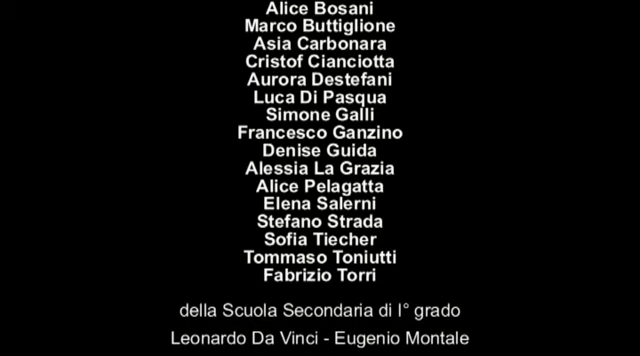 Alice Bosani
Marco Buttiglione
Asia Carbonara
Cristof Cianciotta
Aurora Destefani
Luca Di Pasqua
Simone Galli
Francesco Ganzino
Denise Guida
Alessia La Grazia
Alice Pelagatta
Elena Salerni
Stefano Strada
Sofia Tiecher
Tommaso Toniutti
Fabrizio Torri
della Scuola Secondaria di I° grado
Leonardo Da Vinci - Eugenio Montale